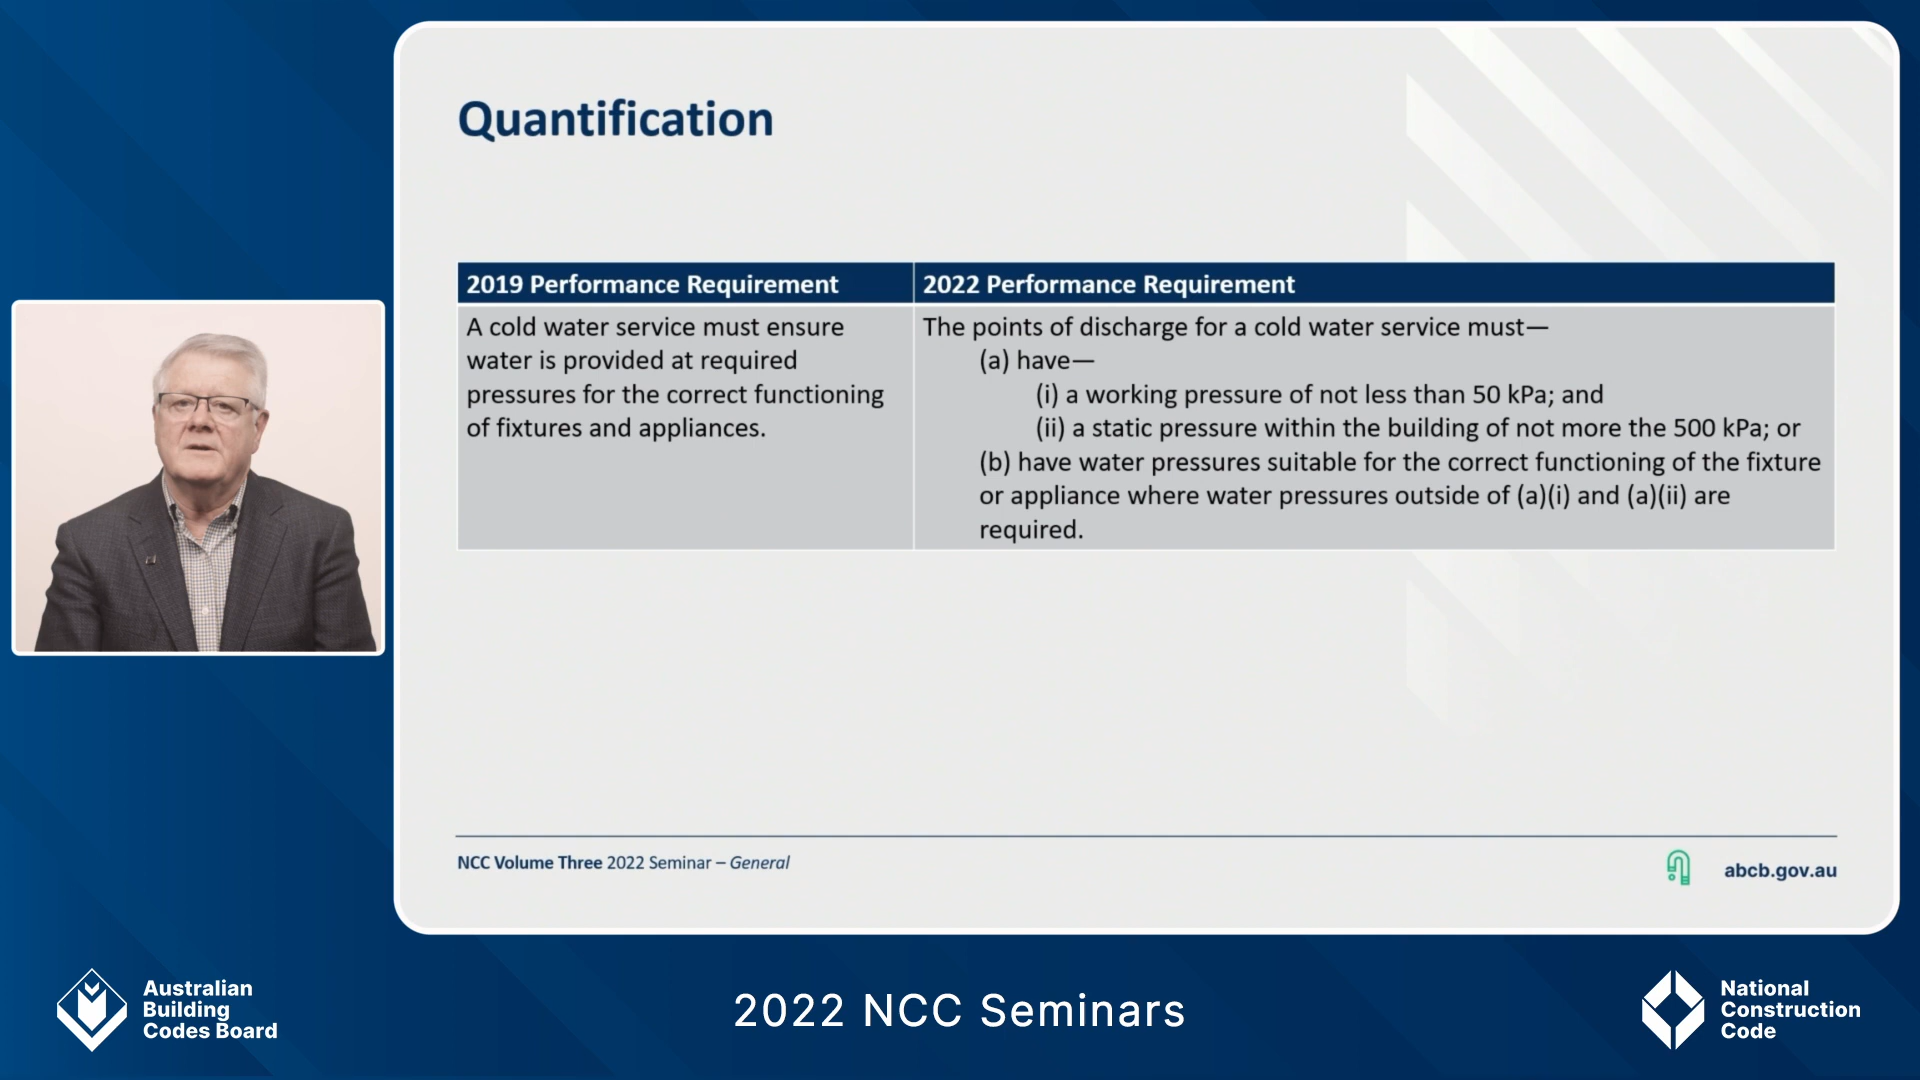 Quantification
2019 Performance Requirement
A cold water service must ensure
water is provided at required
pressures for the correct functioning
of fixtures and appliances.
2022 Performance Requirement
The points of discharge for a cold water service must—
(a) have—
(i) a working pressure of not less than 50 kPa; and
(ii) a static pressure within the building of not more the 500 kPa; or
(b) have water pressures suitable for the correct functioning of the fixture
or appliance where water pressures outside of (a)(i) and (a)(ii) are
required.
NCC Volume Three 2022 Seminar – General
abcb.gov.au
Australian
Building
Codes Board
2022 NCC Seminars
National
Construction
Code